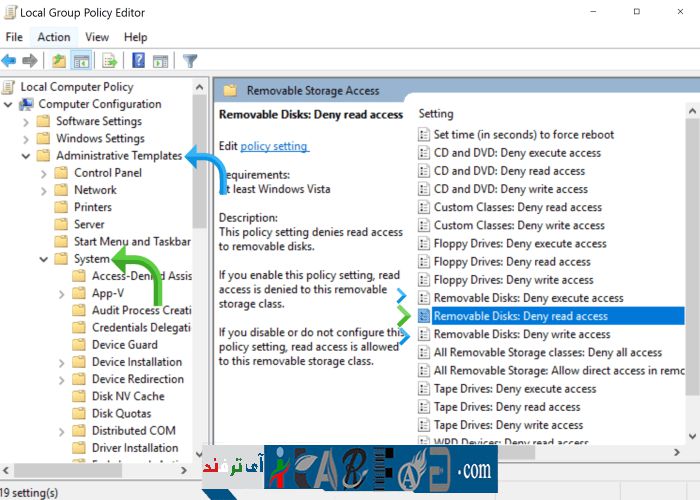 Local Group Policy Editor
File Action View Help
Local Computer Policy
Computer Configuration
Software Settings
Windows Settings
Administrative Templates
Control Panel
Network
Printers
Server
Start Menu and Taskbar
System
Access-Denied Assis
App-V
Audit Process Creati
Credentials Delegati
Device Guard
Device Installation
Device Redirection
Disk NV Cache
Disk Quotas
Distributed COM
Driver Installation
Removable Storage Access
Removable Disks: Deny read access
Edit policy setting
equirements:
t least Windows Vista
Description:
This policy setting denies read access
to removable disks.
If you enable this policy setting, read
access is denied to this removable
storage class.
If you disable or do not configure this
policy setting, read access is allowed
to this removable storage class.
Setting
Set time (in seconds) to force reboot
CD and DVD: Deny execute access
CD and DVD: Deny read access
CD and DVD: Deny write access
Custom Classes: Deny read access
Custom Classes: Deny write access
Floppy Drives: Deny execute access
Floppy Drives: Deny read access
Floppy Drives: Deny write access
Removable Disks: Deny execute access
Removable Disks: Deny read access
Removable Disks: Deny write access
All Removable Storage classes: Deny all access
All Removable Storage: Allow direct access in remo
Tape Drives: Deny execute access
Tape Drives: Deny read access
Tape Drives: Deny write access
WPD Devices: Deny read access
19 setting(s)
آی ترفند
.com